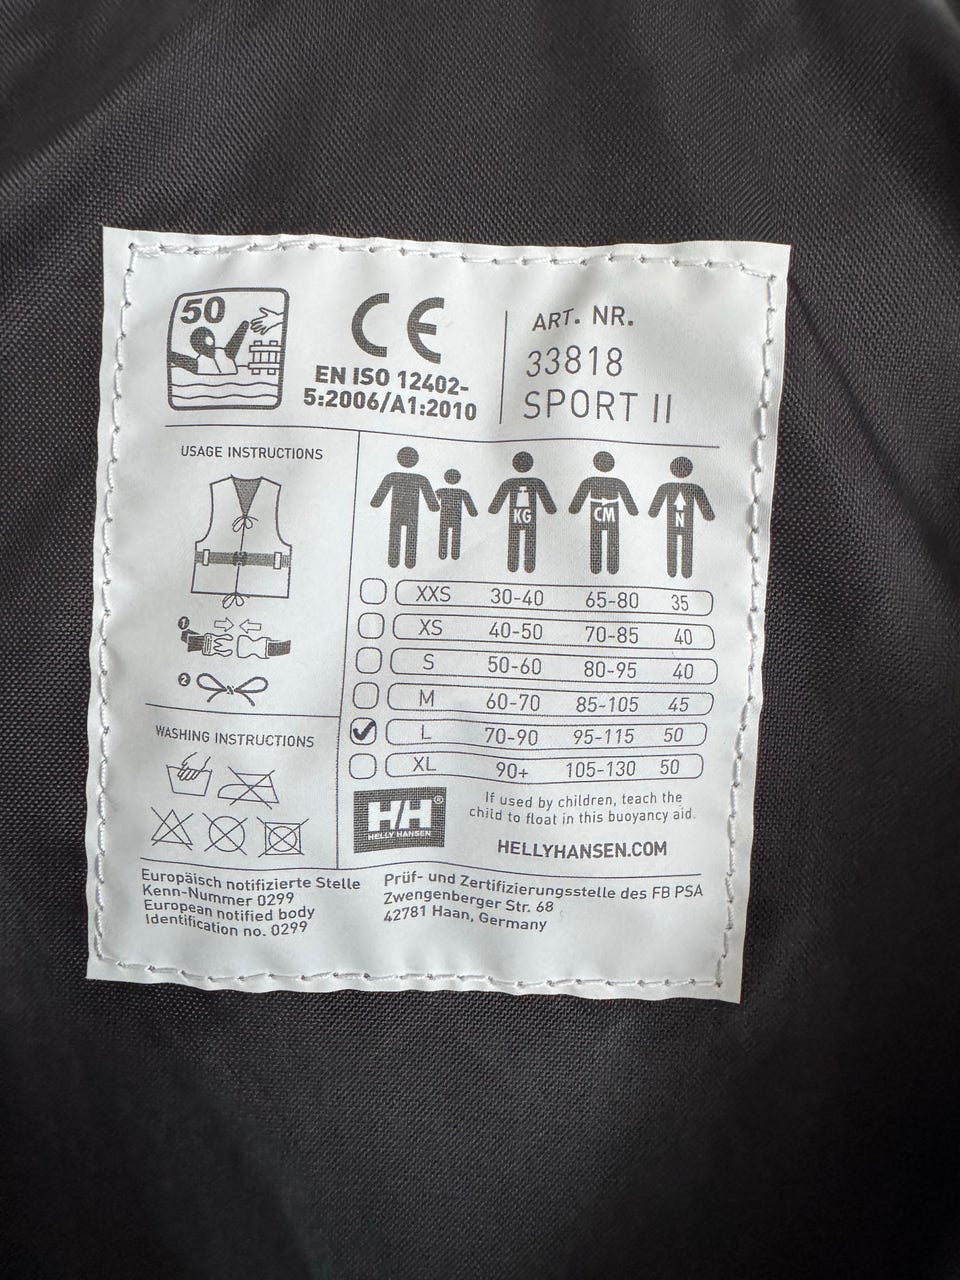 50
CE
EN ISO 12402-
5:2006/A1:2010
ART. NR.
33818
SPORT II
USAGE INSTRUCTIONS
1
2
WASHING INSTRUCTIONS
KG CM N
XXS 30-40 65-80 35
XS 40-50 70-85 40
S 50-60 80-95 40
M 60-70 85-105 45
L 70-90 95-115 50
XL 90+ 105-130 50
H/H®
HELLY HANSEN
If used by children, teach the
child to float in this buoyancy aid.
HELLYHANSEN.COM
Europäisch notifizierte Stelle
Kenn-Nummer 0299
European notified body
Identification no. 0299
Prüf- und Zertifizierungsstelle des FB PSA
Zwengenberger Str. 68
42781 Haan, Germany